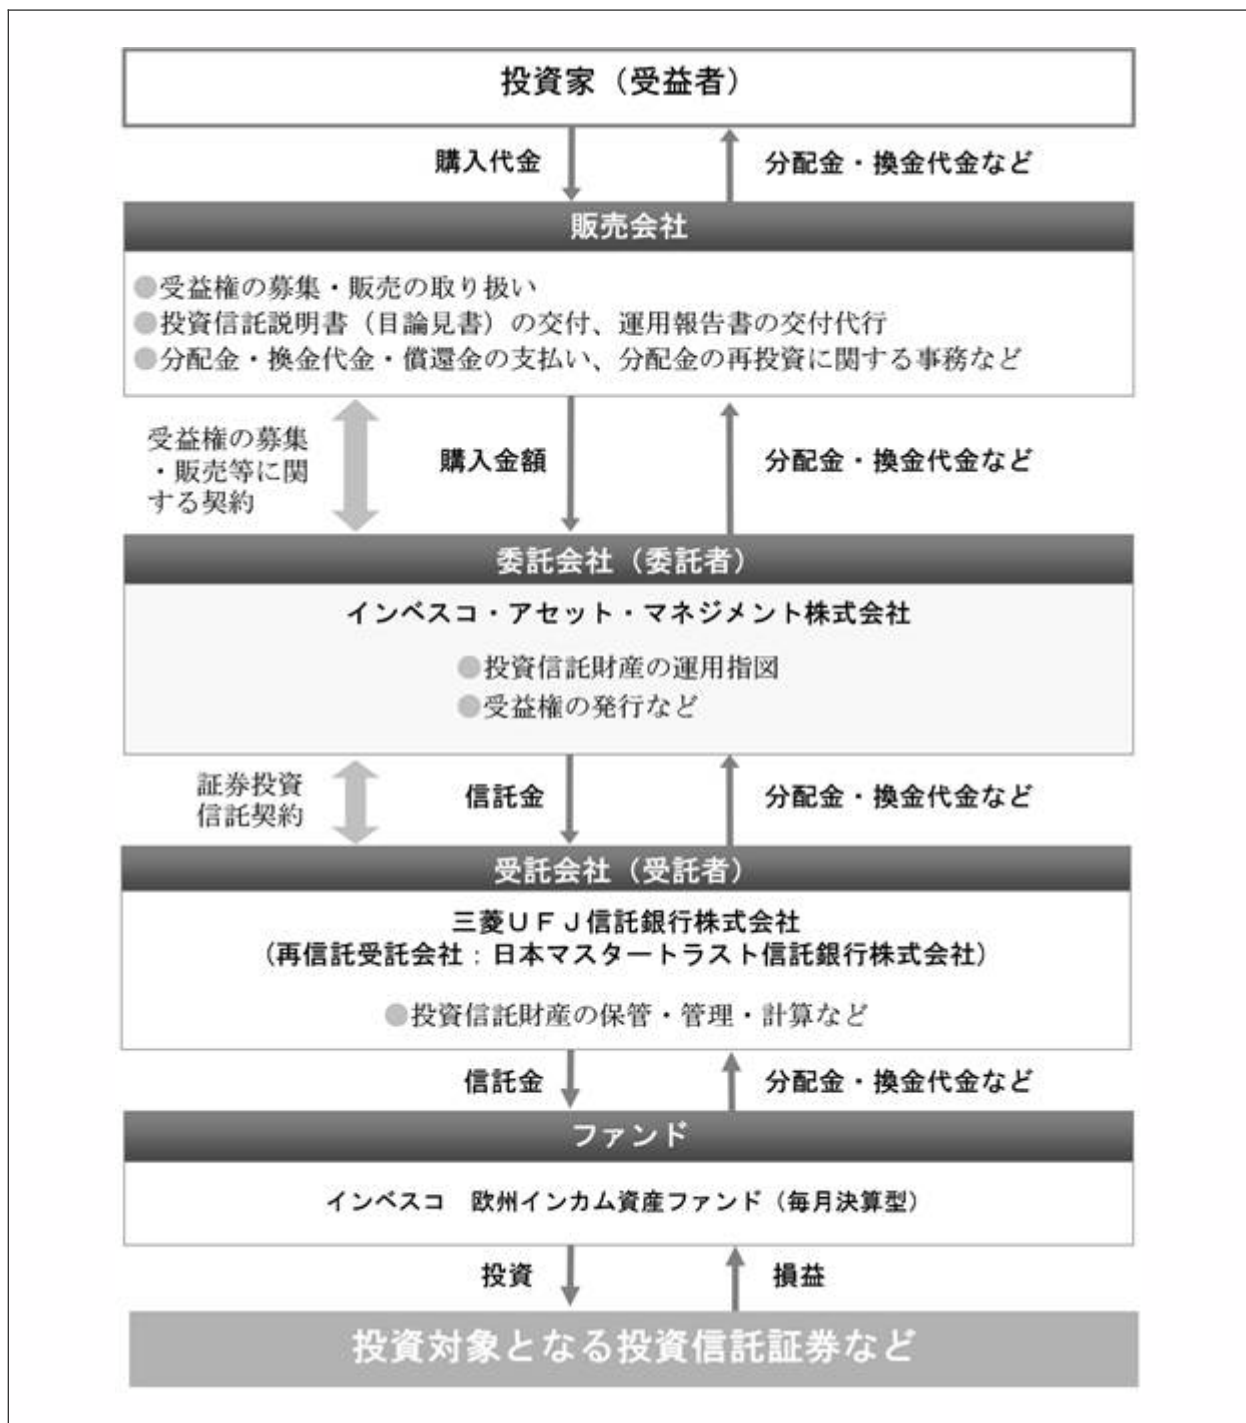 投資家（受益者）
購入代金
分配金・換金代金など
販売会社
●受益権の募集・販売の取り扱い
●投資信託説明書（目論見書）の交付、運用報告書の交付代行
●分配金・換金代金・償還金の支払い、分配金の再投資に関する事務など
受益権の募集
・販売等に関
する契約
購入金額
分配金・換金代金など
委託会社（委託者）
インベスコ・アセット・マネジメント株式会社
●投資信託財産の運用指図
●受益権の発行など
証券投資
信託契約
信託金
分配金・換金代金など
受託会社（受託者）
三菱ＵＦＪ信託銀行株式会社
（再信託受託会社：日本マスタートラスト信託銀行株式会社）
●投資信託財産の保管・管理・計算など
信託金
分配金・換金代金など
ファンド
インベスコ　欧州インカム資産ファンド（毎月決算型）
投資
損益
投資対象となる投資信託証券など